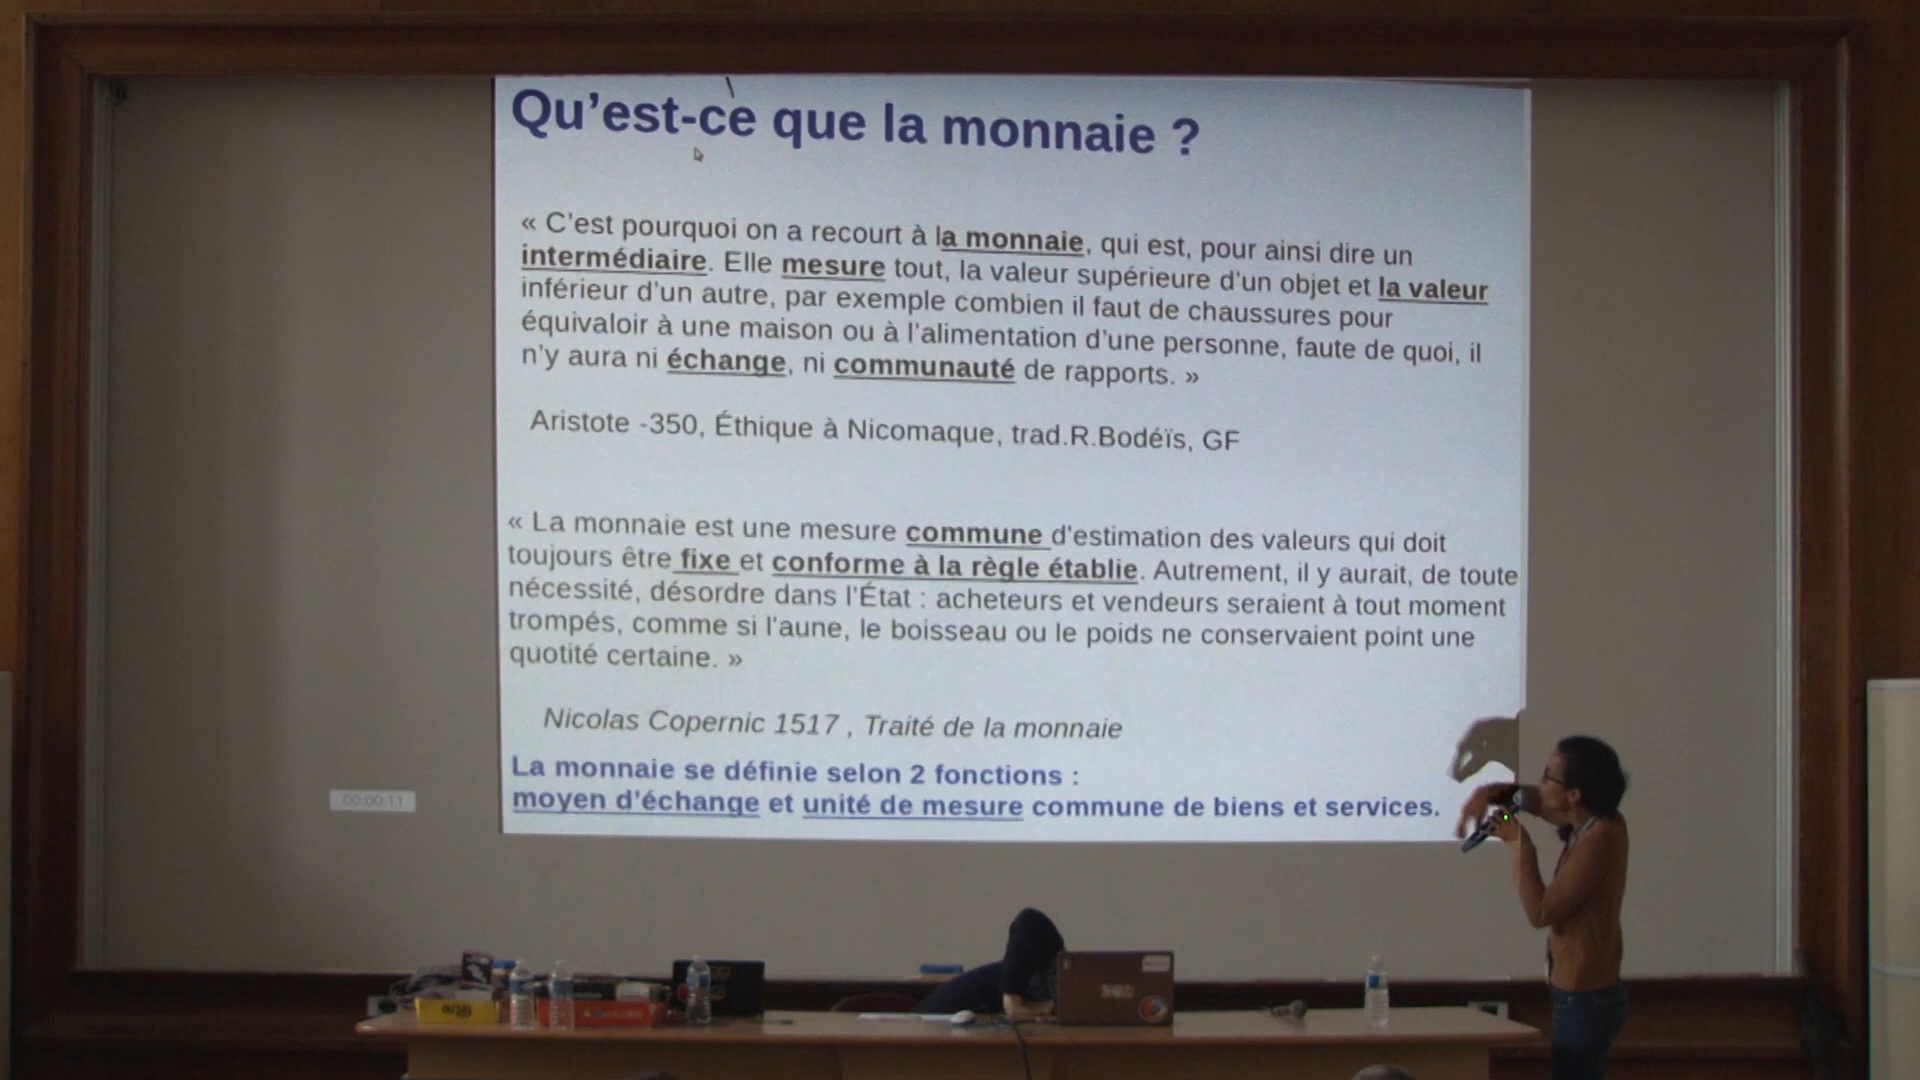 Qu’est-ce que la monnaie ?
« C’est pourquoi on a recourt à la monnaie, qui est, pour ainsi dire un
intermédiaire. Elle mesure tout, la valeur supérieure d’un objet et la valeur
inférieur d’un autre, par exemple combien il faut de chaussures pour
équivaloir à une maison ou à l’alimentation d’une personne, faute de quoi, il
n’y aura ni échange, ni communauté de rapports. »
Aristote -350, Éthique à Nicomaque, trad.R.Bodéïs, GF
« La monnaie est une mesure commune d'estimation des valeurs qui doit
toujours être fixe et conforme à la règle établie. Autrement, il y aurait, de toute
nécessité, désordre dans l'État : acheteurs et vendeurs seraient à tout moment
trompés, comme si l'aune, le boisseau ou le poids ne conservaient point une
quotité certaine. »
Nicolas Copernic 1517 , Traité de la monnaie
La monnaie se définie selon 2 fonctions :
moyen d’échange et unité de mesure commune de biens et services.
00:00:11